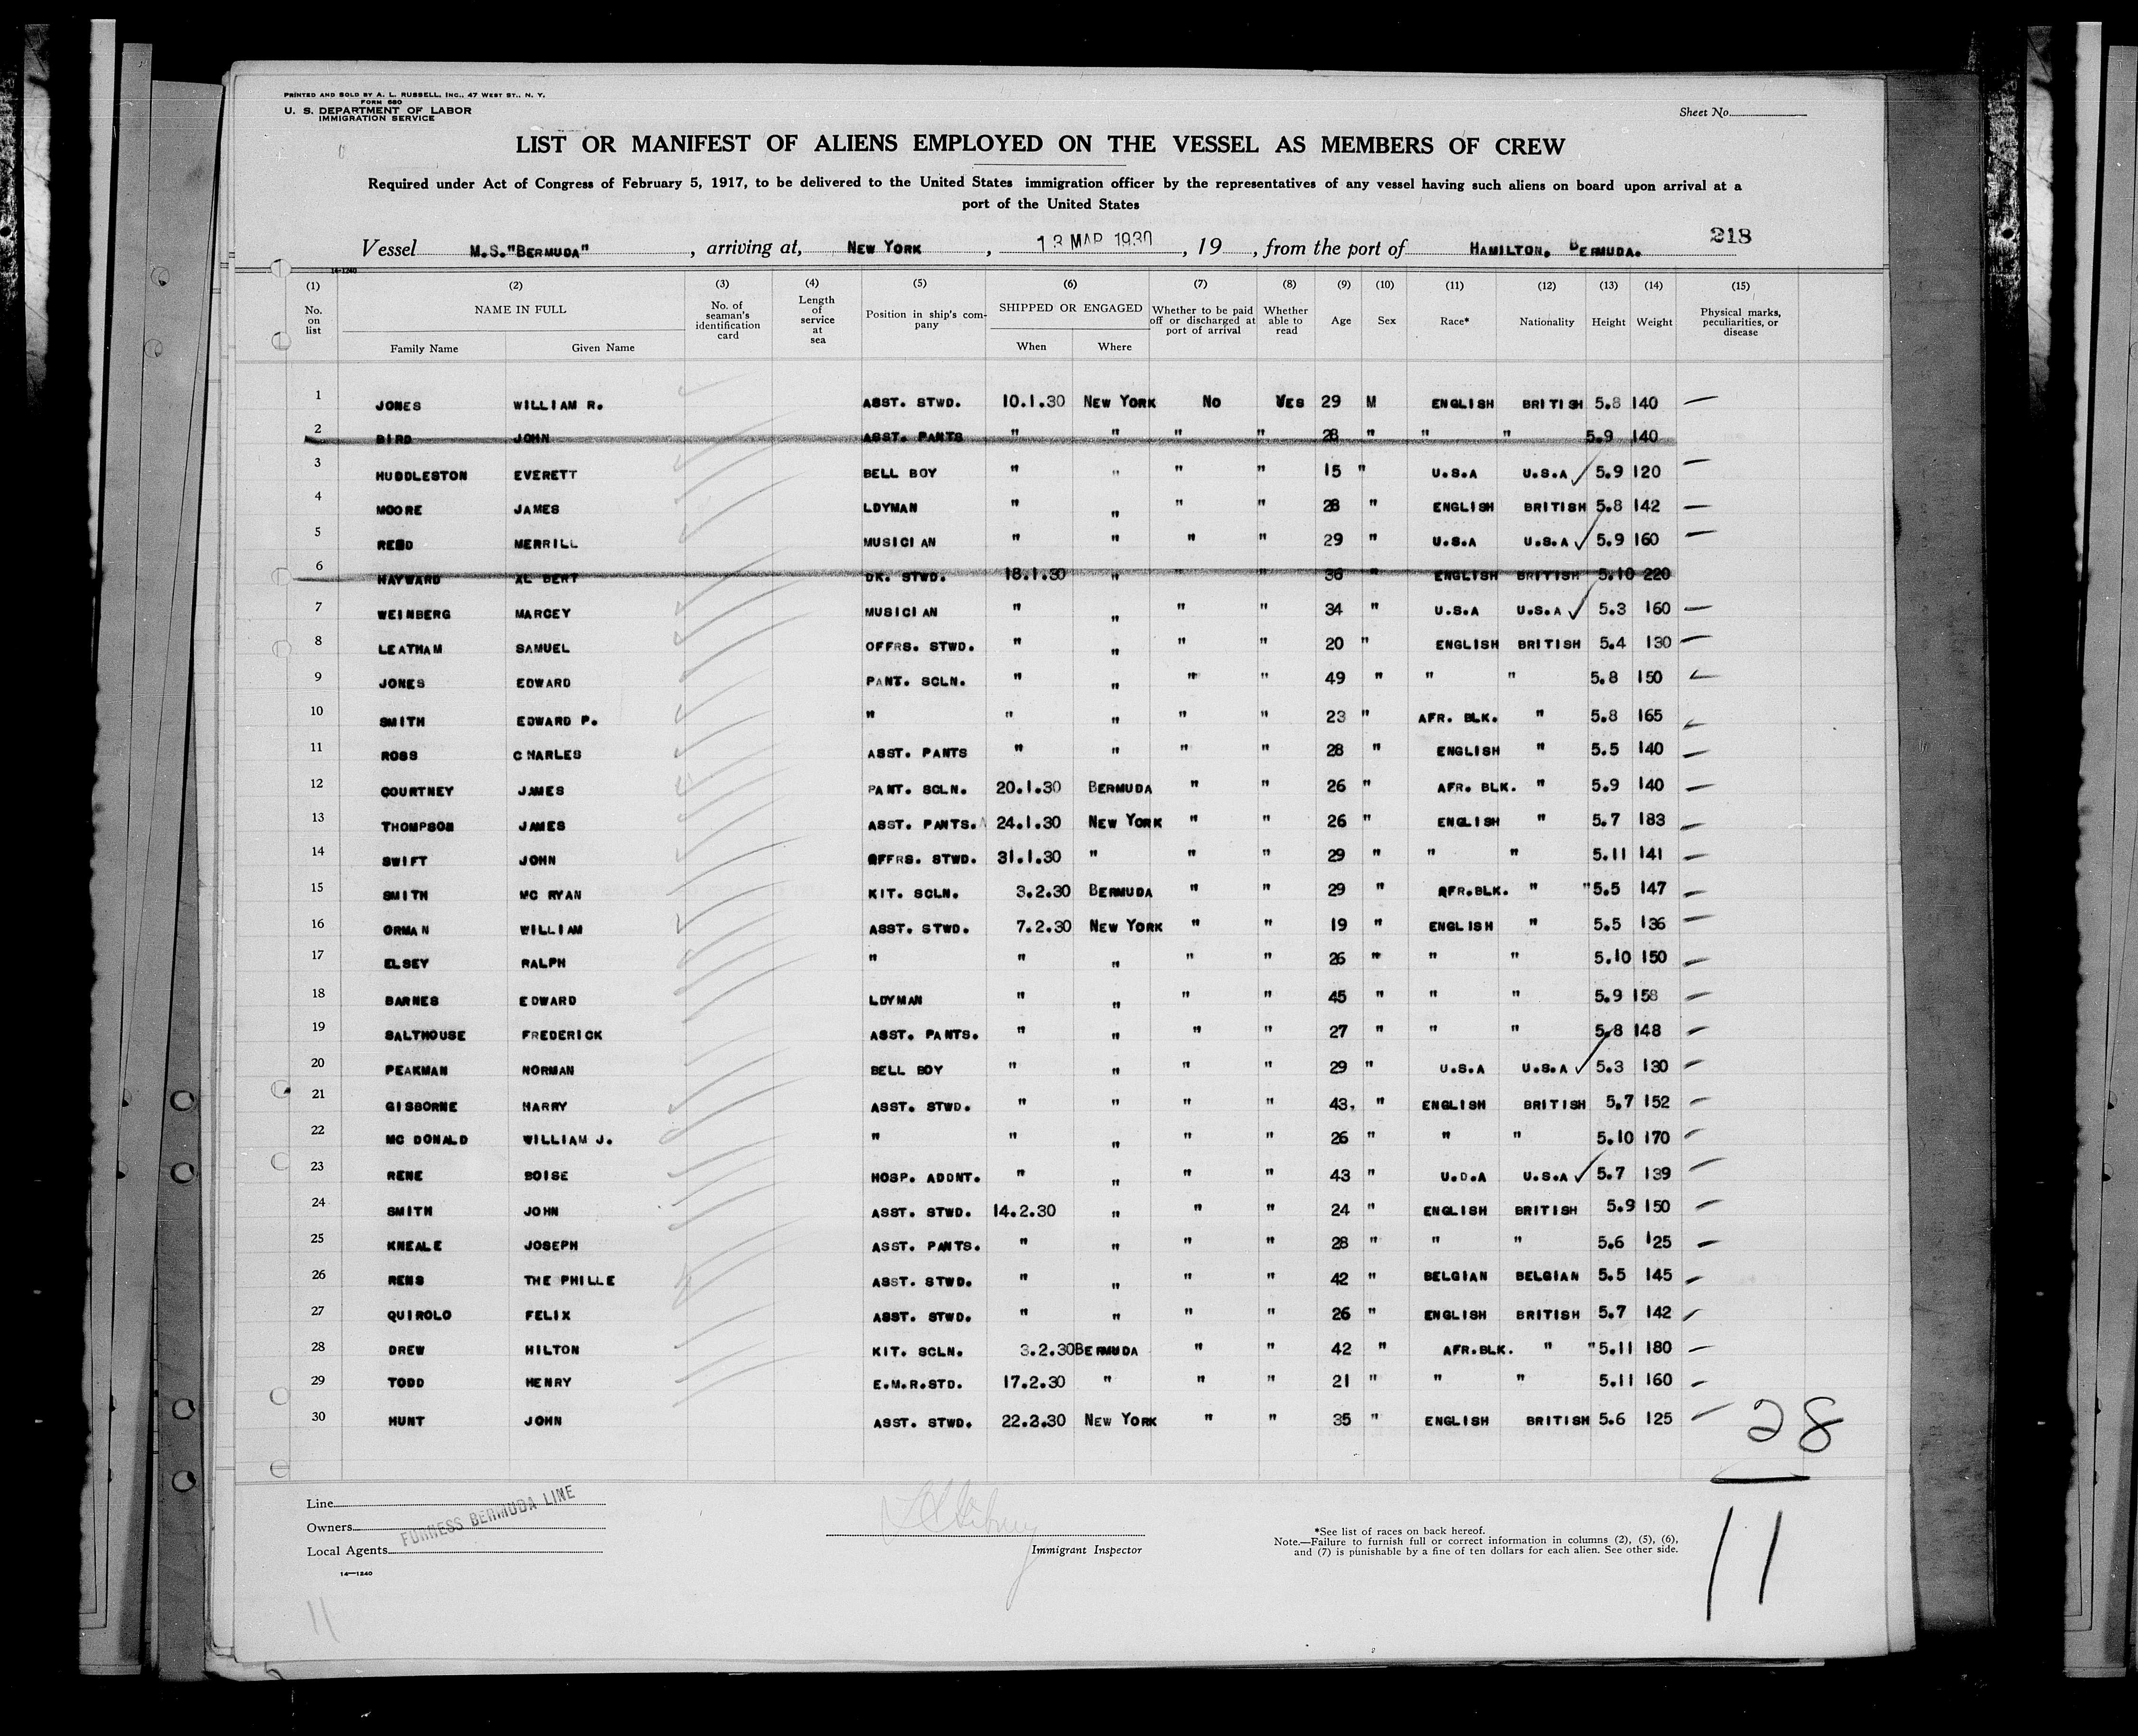 PRINTED AND SOLD BY A. L. RUSSELL, INC., 47 WEST ST., N. Y.
FORM 680
U. S. DEPARTMENT OF LABOR
IMMIGRATION SERVICE
Sheet No.
LIST OR MANIFEST OF ALIENS EMPLOYED ON THE VESSEL AS MEMBERS OF CREW
Required under Act of Congress of February 5, 1917, to be delivered to the United States immigration officer by the representatives of any vessel having such aliens on board upon arrival at a
port of the United States
218
Vessel M.S."BERMUDA", arriving at, NEW YORK, 13 MAR 1930, 19 , from the port of HAMILTON, BERMUDA.
14-1240
(1) (2) (3) (4) (5) (6) (7) (8) (9) (10) (11) (12) (13) (14) (15)
No. on list NAME IN FULL Family Name Given Name No. of seaman's identification card Length of service at sea Position in ship's company SHIPPED OR ENGAGED When Where Whether to be paid off or discharged at port of arrival Whether able to read Age Sex Race* Nationality Height Weight Physical marks, peculiarities, or disease
1 JONES WILLIAM R. ASST. STWD. 10.1.30 NEW YORK NO YES 29 M ENGLISH BRITISH 5.8 140 —
2 BIRD JOHN ASST. PANTS " " " " 28 " " " 5.9 140
3 HUDDLESTON EVERETT BELL BOY " " " " 15 " U.S.A U.S.A ✓ 5.9 120 —
4 MOORE JAMES LDYMAN " " " " 28 " ENGLISH BRITISH 5.8 142 —
5 REED MERRILL MUSICIAN " " " " 29 " U.S.A U.S.A ✓ 5.9 160 —
6 HAYWARD ALBERT DK. STWD. 18.1.30 " " " 36 " ENGLISH BRITISH 5.10 220
7 WEINBERG MARCEY MUSICIAN " " " " 34 " U.S.A U.S.A ✓ 5.3 160 —
8 LEATHAM SAMUEL OFFRS. STWD. " " " " 20 " ENGLISH BRITISH 5.4 130 —
9 JONES EDWARD PANT. SCLN. " " " " 49 " " " 5.8 150 —
10 SMITH EDWARD P. " " " " " 23 " AFR. BLK. " 5.8 165 —
11 ROSS CHARLES ASST. PANTS " " " " 28 " ENGLISH " 5.5 140 —
12 COURTNEY JAMES PANT. SCLN. 20.1.30 BERMUDA " " 26 " AFR. BLK. " 5.9 140 —
13 THOMPSON JAMES ASST. PANTS. 24.1.30 NEW YORK " " 26 " ENGLISH " 5.7 183 —
14 SWIFT JOHN OFFRS. STWD. 31.1.30 " " " 29 " " " 5.11 141 —
15 SMITH MC RYAN KIT. SCLN. 3.2.30 BERMUDA " " 29 " AFR.BLK. " "5.5 147 —
16 ORMAN WILLIAM ASST. STWD. 7.2.30 NEW YORK " " 19 " ENGLISH " 5.5 136 —
17 ELSEY RALPH " " " " " 26 " " " 5.10 150 —
18 BARNES EDWARD LDYMAN " " " " 45 " " " 5.9 158 —
19 SALTHOUSE FREDERICK ASST. PANTS. " " " " 27 " " " 5.8 148 —
20 PEAKMAN NORMAN BELL BOY " " " " 29 " U.S.A U.S.A ✓ 5.3 130 —
21 GISBORNE HARRY ASST. STWD. " " " " 43. " ENGLISH BRITISH 5.7 152 —
22 MC DONALD WILLIAM J. " " " " " 26 " " " 5.10 170 —
23 RENE BOISE HOSP. ADDNT. " " " " 43 " U.D.A U.S.A ✓ 5.7 139 —
24 SMITH JOHN ASST. STWD. 14.2.30 " " " 24 " ENGLISH BRITISH 5.9 150 —
25 KNEALE JOSEPH ASST. PANTS. " " " " 28 " " " 5.6 125 —
26 RENS THE PHILLE ASST. STWD. " " " " 42 " BELGIAN BELGIAN 5.5 145 —
27 QUIROLO FELIX ASST. STWD. " " " " 26 " ENGLISH BRITISH 5.7 142 —
28 DREW HILTON KIT. SCLN. 3.2.30 BERMUDA " " 42 " AFR.BLK. " "5.11 180 —
29 TODD HENRY E.M.R.STD. 17.2.30 " " " 21 " " " 5.11 160 —
30 HUNT JOHN ASST. STWD. 22.2.30 NEW YORK " " 35 " ENGLISH BRITISH 5.6 125 —
28
11
Line
Owners FURNESS BERMUDA LINE
Local Agents
14—1240
Immigrant Inspector
*See list of races on back hereof.
Note.—Failure to furnish full or correct information in columns (2), (5), (6),
and (7) is punishable by a fine of ten dollars for each alien. See other side.
11